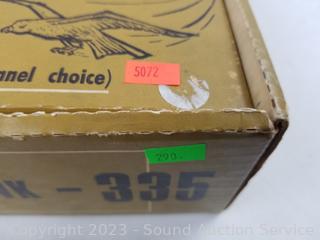 anel choice)
5072
290.
K - 335
Copyright 2023 - Sound Auction Service